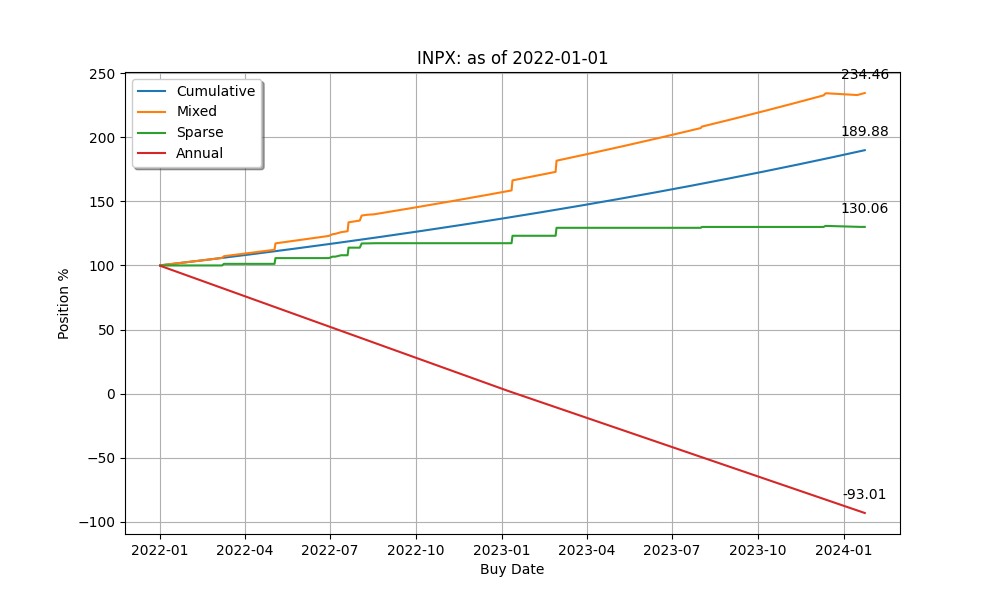 INPX: as of 2022-01-01
Cumulative
Mixed
Sparse
Annual
234.46
189.88
130.06
-93.01
250
200
150
100
50
0
−50
−100
Position %
2022-01 2022-04 2022-07 2022-10 2023-01 2023-04 2023-07 2023-10 2024-01
Buy Date